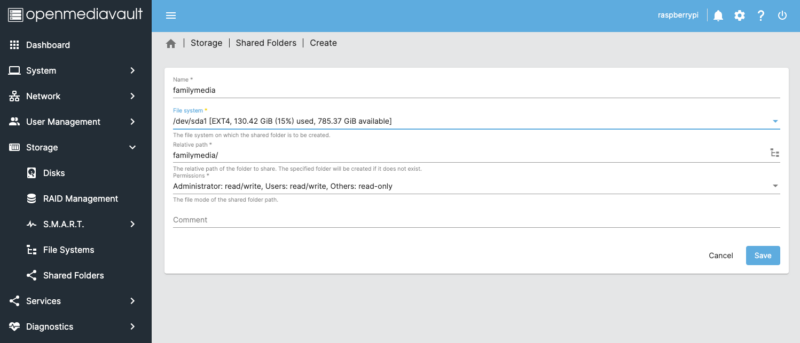 openmediavault
raspberrypi
Dashboard
System
Network
User Management
Storage
Disks
RAID Management
S.M.A.R.T.
File Systems
Shared Folders
Services
Diagnostics
| Storage | Shared Folders | Create
Name *
familymedia
File system *
/dev/sda1 [EXT4, 130.42 GiB (15%) used, 785.37 GiB available]
The file system on which the shared folder is to be created.
Relative path *
familymedia/
The relative path of the folder to share. The specified folder will be created if it does not exist.
Permissions *
Administrator: read/write, Users: read/write, Others: read-only
The file mode of the shared folder path.
Comment
Cancel Save